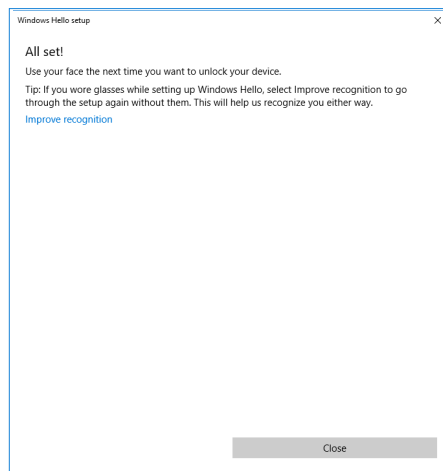 Windows Hello setup
All set!
Use your face the next time you want to unlock your device.
Tip: If you wore glasses while setting up Windows Hello, select Improve recognition to go
through the setup again without them. This will help us recognize you either way.
Improve recognition
Close